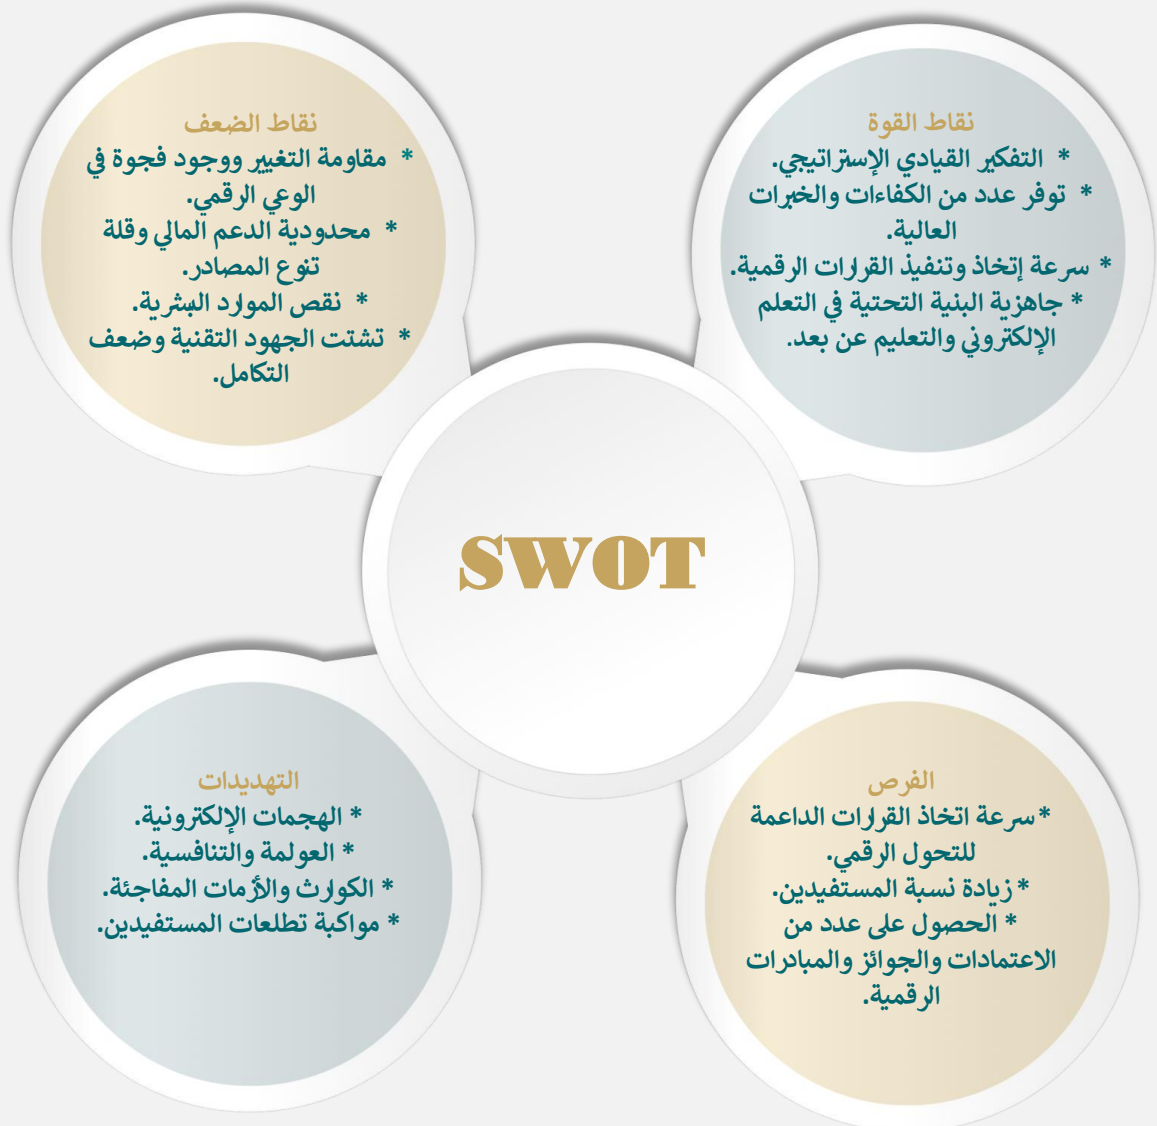 نقاط القوة
* التفكير القيادي الإستراتيجي.
* توفر عدد من الكفاءات والخبرات
العالية.
* سرعة إتخاذ وتنفيذ القرارات الرقمية.
* جاهزية البنية التحتية في التعلم
الإلكتروني والتعليم عن بعد.
نقاط الضعف
* مقاومة التغيير ووجود فجوة في
الوعي الرقمي.
* محدودية الدعم المالي وقلة
تنوع المصادر.
* نقص الموارد البشرية.
* تشتت الجهود التقنية وضعف
التكامل.
SWOT
الفرص
*سرعة اتخاذ القرارات الداعمة
للتحول الرقمي.
* زيادة نسبة المستفيدين.
* الحصول على عدد من
الاعتمادات والجوائز والمبادرات
الرقمية.
التهديدات
* الهجمات الإلكترونية.
* العولمة والتنافسية.
* الكوارث والأزمات المفاجئة.
* مواكبة تطلعات المستفيدين.